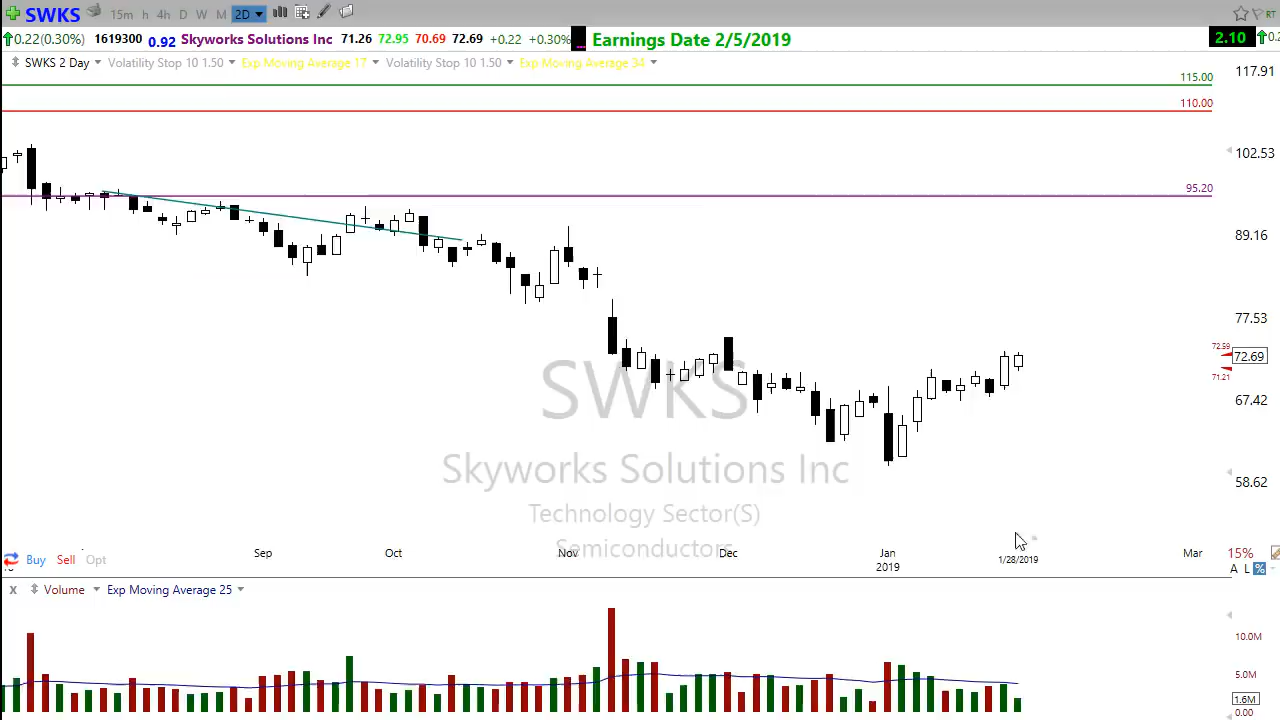 SWKS 15m h 4h D W M 2D RT
0.22(0.30%) 1619300 0.92 Skyworks Solutions Inc 71.26 72.95 70.69 72.69 +0.22 +0.30% Earnings Date 2/5/2019 2.10
SWKS 2 Day Volatility Stop 10 1.50 Exp Moving Average 17 Volatility Stop 10 1.50 Exp Moving Average 34
117.91
115.00
110.00
102.53
95.20
89.16
77.53
72.59
72.69
71.21
67.42
SWKS
Skyworks Solutions Inc
58.62
Technology Sector(S)
Semiconductors
Buy Sell Opt
Sep Oct Nov Dec Jan Mar 15%
2019 1/28/2019 A L %
X Volume Exp Moving Average 25
10.0M
5.0M
1.6M
0.00